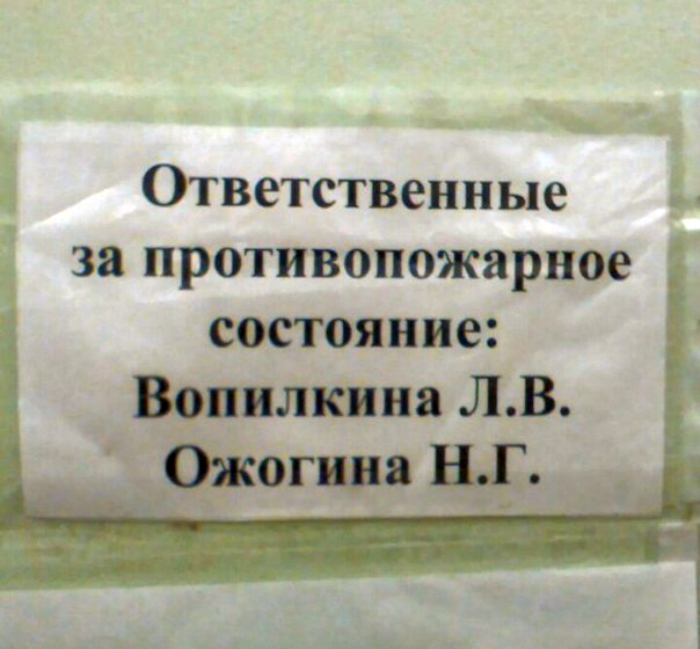 Ответственные
за противопожарное
состояние:
Вопилкина Л.В.
Ожогина Н.Г.